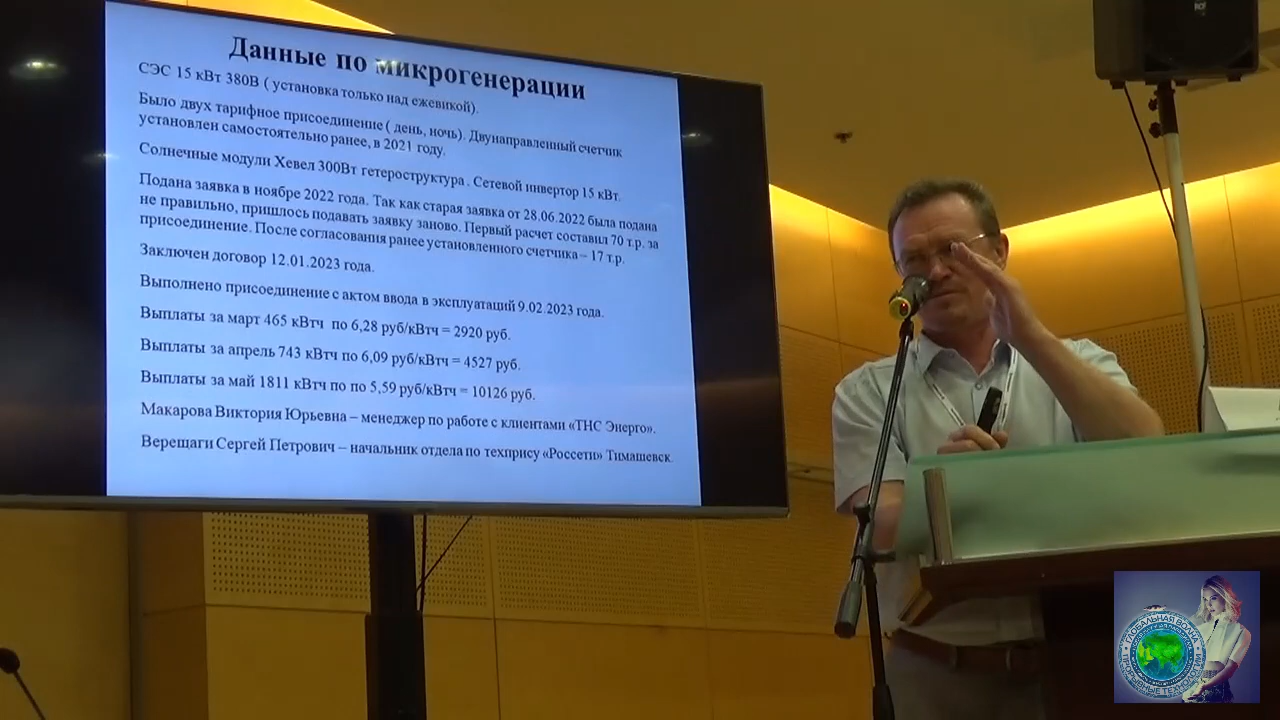 Данные по микрогенерации
СЭС 15 кВт 380В ( установка только над ежевикой).
Было двух тарифное присоединение ( день, ночь). Двунаправленный счетчик
установлен самостоятельно ранее, в 2021 году.
Солнечные модули Хевел 300Вт гетероструктура . Сетевой инвертор 15 кВт.
Подана заявка в ноябре 2022 года. Так как старая заявка от 28.06.2022 была подана
не правильно, пришлось подавать заявку заново. Первый расчет составил 70 т.р. за
присоединение. После согласования ранее установленного счетчика – 17 т.р.
Заключен договор 12.01.2023 года.
Выполнено присоединение с актом ввода в эксплуатаций 9.02.2023 года.
Выплаты за март 465 кВтч по 6,28 руб/кВтч = 2920 руб.
Выплаты за апрель 743 кВтч по 6,09 руб/кВтч = 4527 руб.
Выплаты за май 1811 кВтч по по 5,59 руб/кВтч = 10126 руб.
Макарова Виктория Юрьевна – менеджер по работе с клиентами «ТНС Энерго».
Верещаги Сергей Петрович – начальник отдела по техпрису «Россети» Тимашевск.
ГЛОБАЛЬНАЯ ВОЛНА